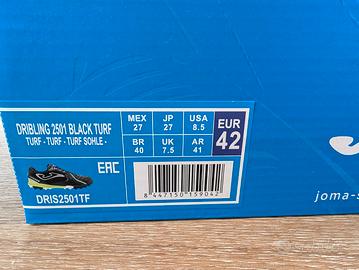 DRIBLING 2501 BLACK TURF
TURF - TURF - TURF SOHLE -
MEX 27
JP 27
USA 8.5
EUR 42
BR 40
UK 7.5
AR 41
EAC
DRIS2501TF
8 447150 159042
joma-s